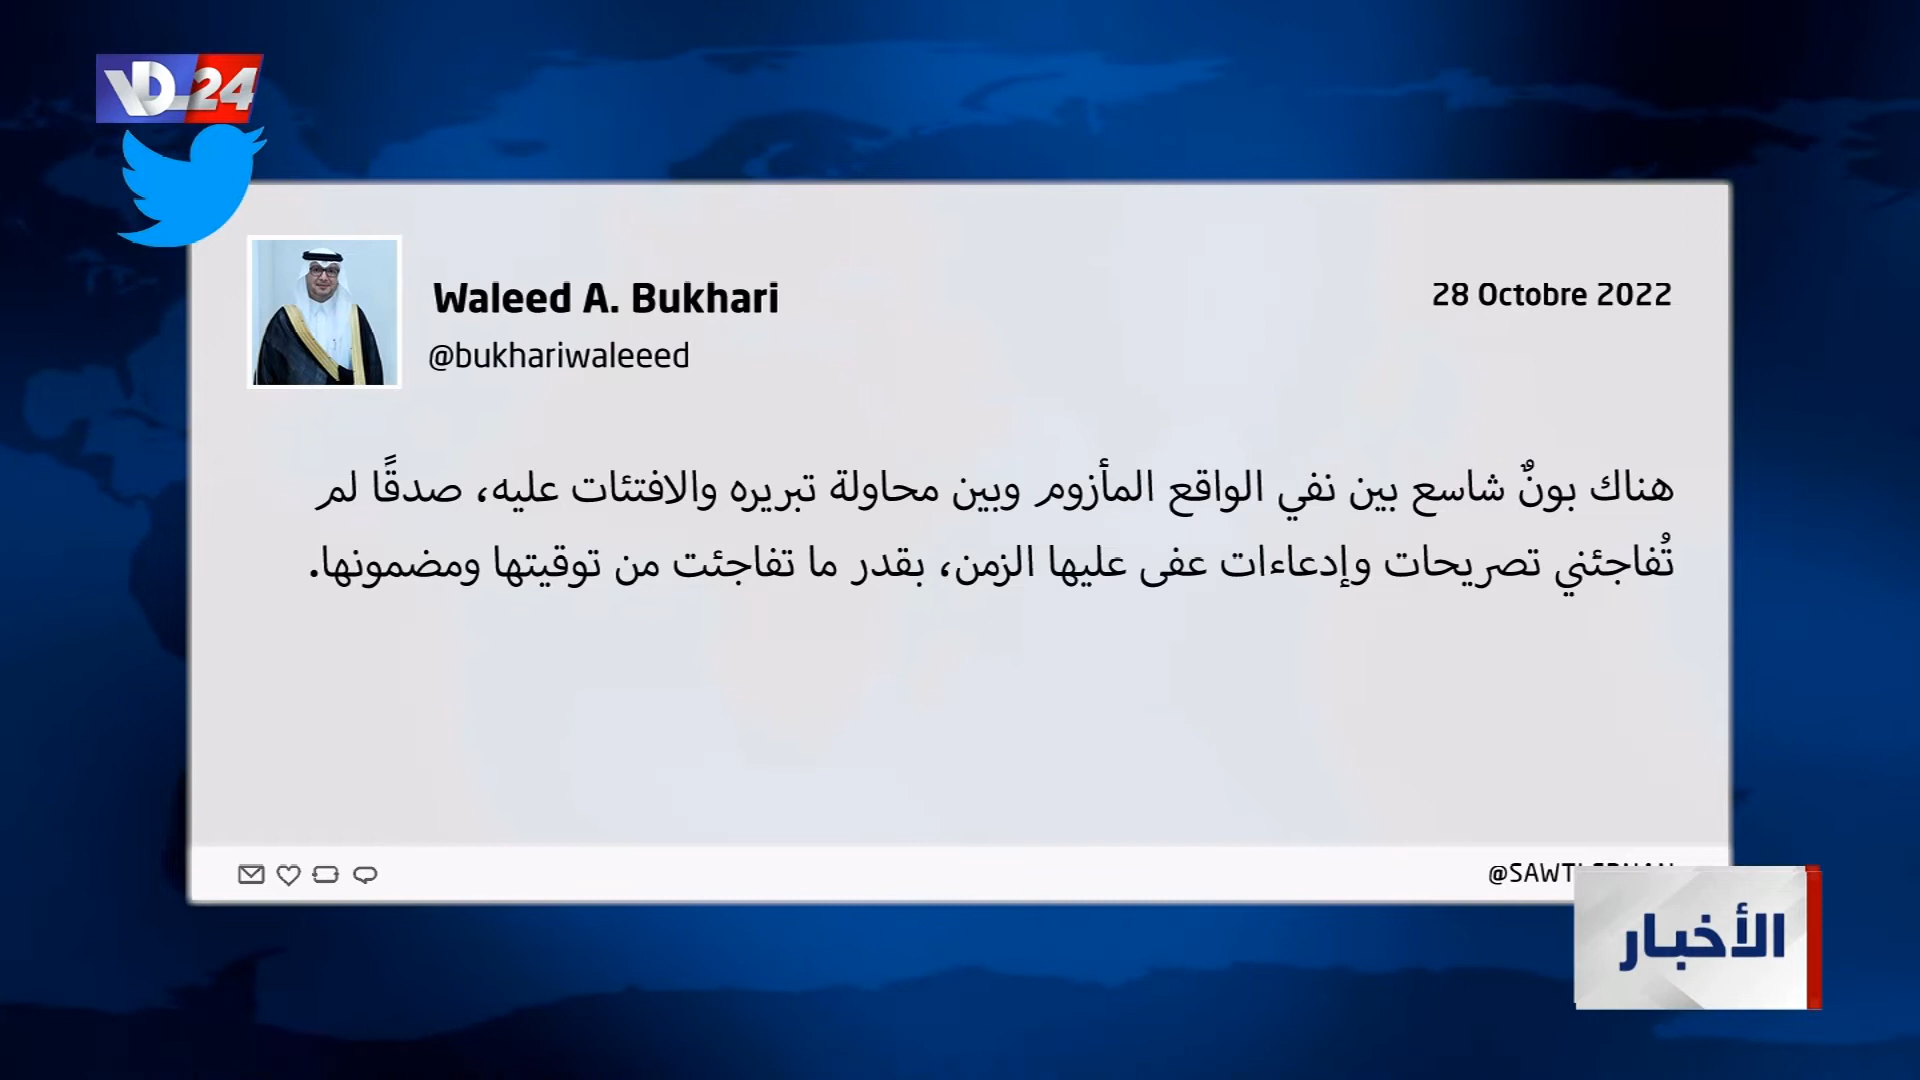 VDL24
Waleed A. Bukhari
@bukhariwaleeed
28 Octobre 2022
هناك بونٌ شاسع بين نفي الواقع المأزوم وبين محاولة تبريره والافتئات عليه، صدقًا لم
تُفاجئني تصريحات وإدعاءات عفى عليها الزمن، بقدر ما تفاجئت من توقيتها ومضمونها.
الأخبار